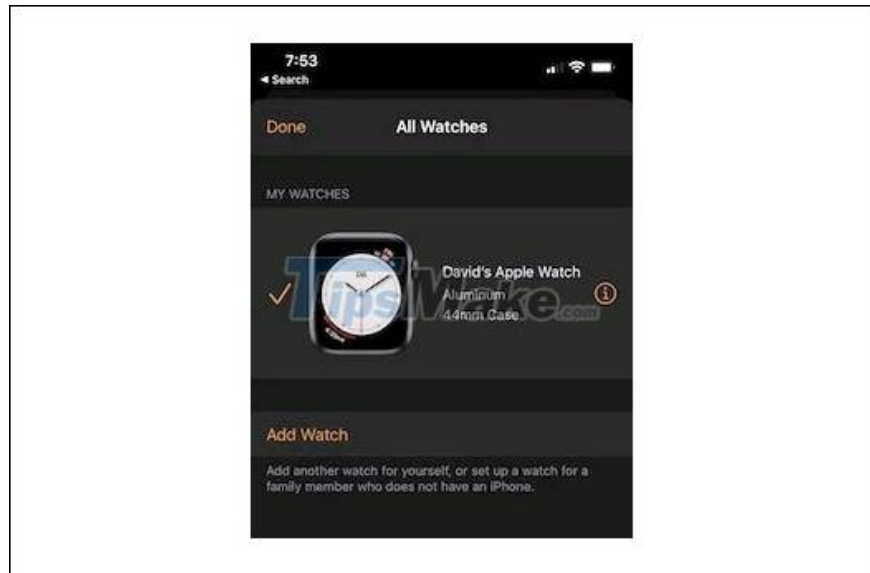 7:53
◀ Search
Done
All Watches
MY WATCHES
David's Apple Watch
Aluminum
44mm Case
TipsMake.com
Add Watch
Add another watch for yourself, or set up a watch for a
family member who does not have an iPhone.